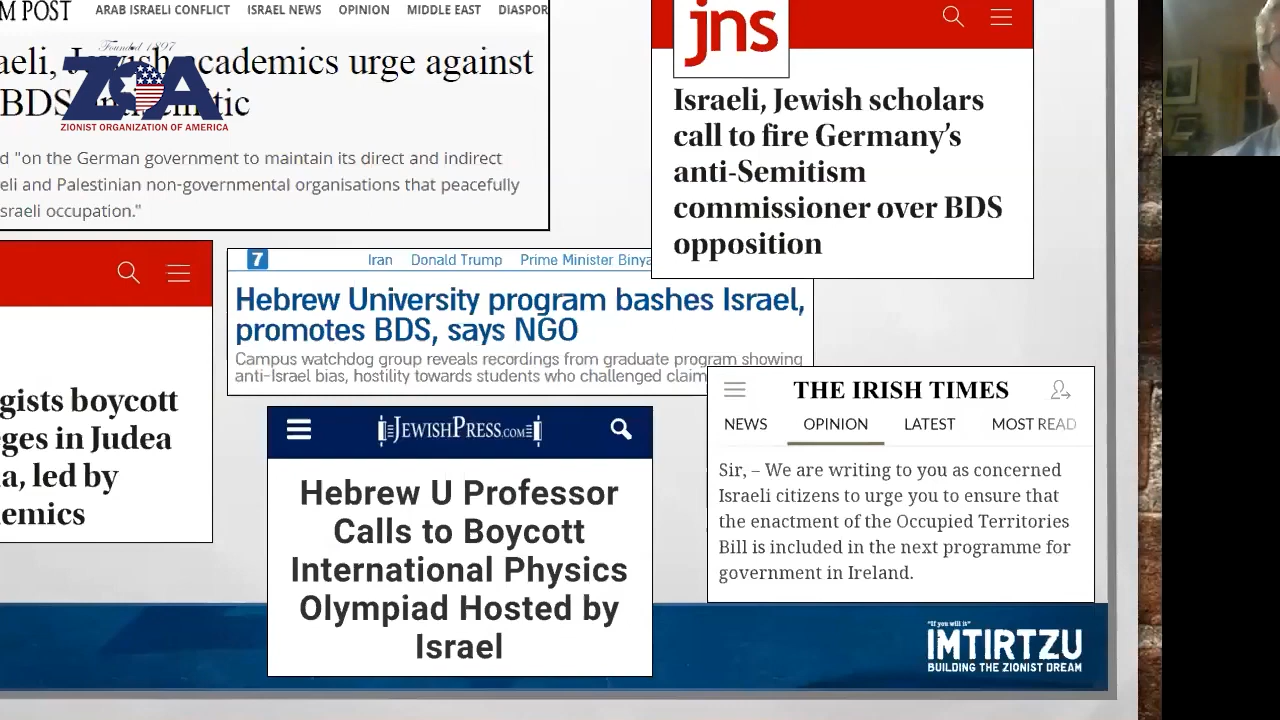 M POST
ARAB ISRAELI CONFLICT ISRAEL NEWS OPINION MIDDLE EAST DIASPOR
Founded 1897
aeli, Jewish academics urge against
BDS
ZOA
ZIONIST ORGANIZATION OF AMERICA
d "on the German government to maintain its direct and indirect
eli and Palestinian non-governmental organisations that peacefully
sraeli occupation."
jns
Israeli, Jewish scholars
call to fire Germany's
anti-Semitism
commissioner over BDS
opposition
7 Iran Donald Trump Prime Minister Binya
Hebrew University program bashes Israel,
promotes BDS, says NGO
Campus watchdog group reveals recordings from graduate program showing
anti-Israel bias, hostility towards students who challenged claim
gists boycott
eges in Judea
a, led by
emics
JEWISHPRESS.COM
Hebrew U Professor
Calls to Boycott
International Physics
Olympiad Hosted by
Israel
THE IRISH TIMES
NEWS OPINION LATEST MOST READ
Sir, – We are writing to you as concerned
Israeli citizens to urge you to ensure that
the enactment of the Occupied Territories
Bill is included in the next programme for
government in Ireland.
"If you will it"
IMTIRTZU
BUILDING THE ZIONIST DREAM